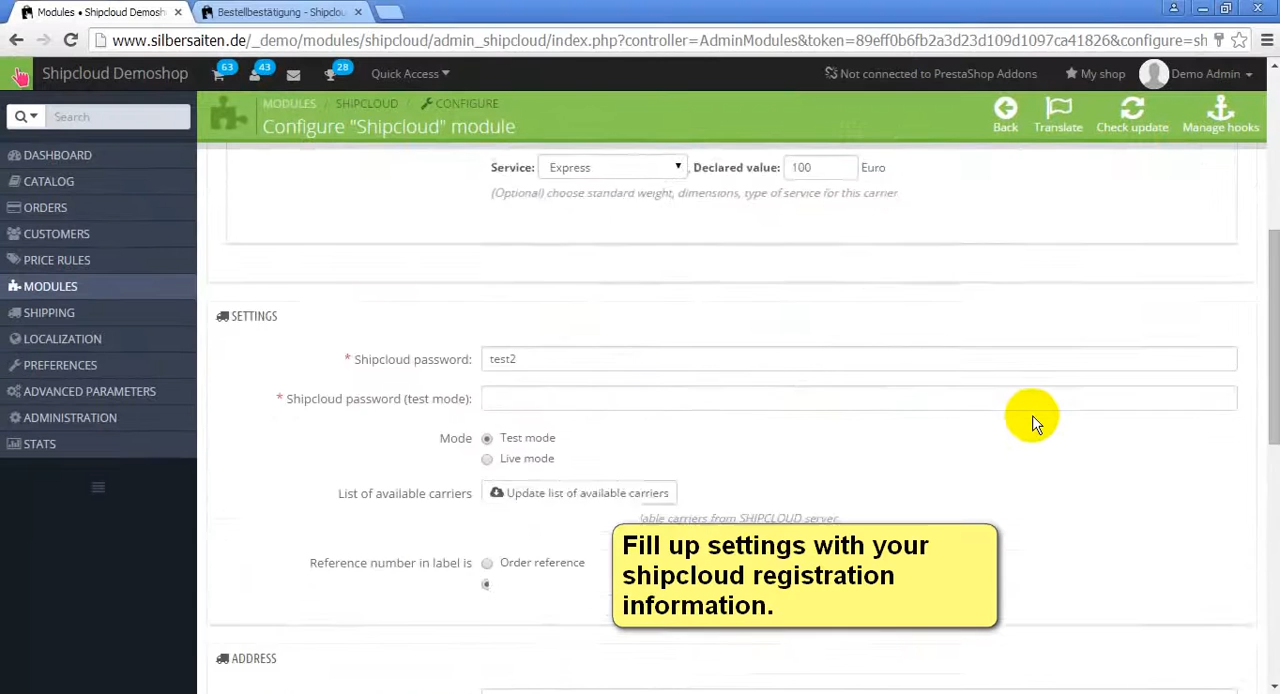 Modules • Shipcloud Demosh
Bestellbestätigung - Shipclou
www.silbersaiten.de/_demo/modules/shipcloud/admin_shipcloud/index.php?controller=AdminModules&token=89eff0b6fb2a3d23d109d1097ca41826&configure=sh
Shipcloud Demoshop
63
43
28
Quick Access
Not connected to PrestaShop Addons
My shop
Demo Admin
Search
MODULES / SHIPCLOUD / CONFIGURE
Configure "Shipcloud" module
Back
Translate
Check update
Manage hooks
DASHBOARD
CATALOG
ORDERS
CUSTOMERS
PRICE RULES
MODULES
SHIPPING
LOCALIZATION
PREFERENCES
ADVANCED PARAMETERS
ADMINISTRATION
STATS
Service: Express , Declared value: 100 Euro
(Optional) choose standard weight, dimensions, type of service for this carrier
SETTINGS
* Shipcloud password: test2
* Shipcloud password (test mode):
Mode Test mode
Live mode
List of available carriers Update list of available carriers
lable carriers from SHIPCLOUD server.
Reference number in label is Order reference
Fill up settings with your
shipcloud registration
information.
ADDRESS